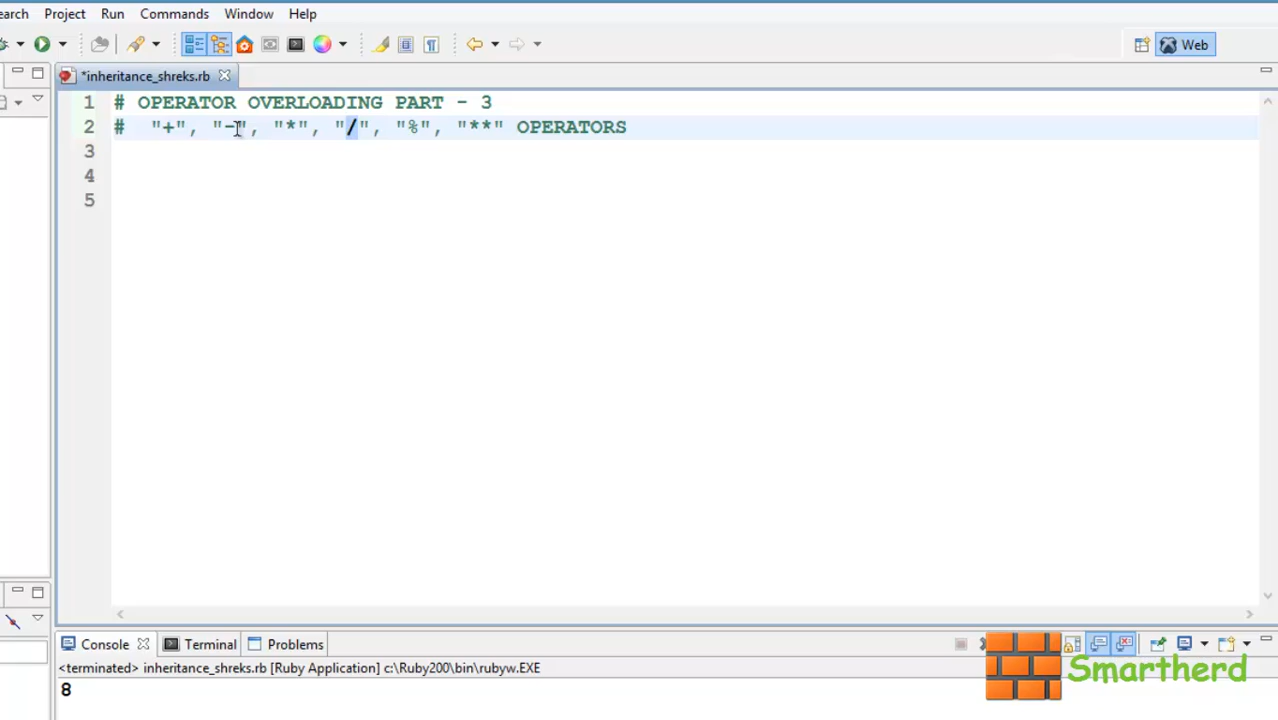 earch Project Run Commands Window Help
Web
*inheritance_shreks.rb
1 # OPERATOR OVERLOADING PART - 3
2 # "+", "-", "*", "/", "%", "**" OPERATORS
3
4
5
Console Terminal Problems
<terminated> inheritance_shreks.rb [Ruby Application] c:\Ruby200\bin\rubyw.EXE
8
Smartherd